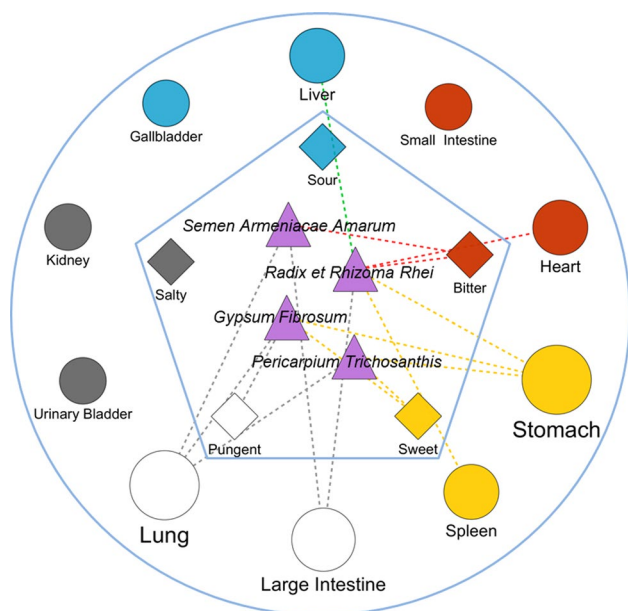 Liver
Gallbladder
Small Intestine
Sour
Semen Armeniacae Amarum
Kidney
Heart
Radix et Rhizoma Rhei
Salty
Bitter
Gypsum Fibrosum
Pericarpium Trichosanthis
Urinary Bladder
Stomach
Pungent
Sweet
Lung
Spleen
Large Intestine